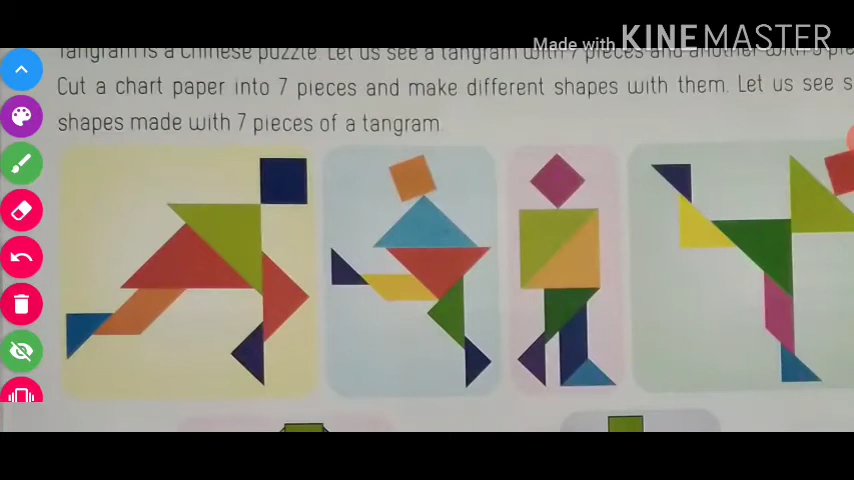 Made with KINEMASTER
Tangram is a Chinese puzzle. Let us see a tangram with 7 pieces and another with 5
Cut a chart paper into 7 pieces and make different shapes with them. Let us see
shapes made with 7 pieces of a tangram.